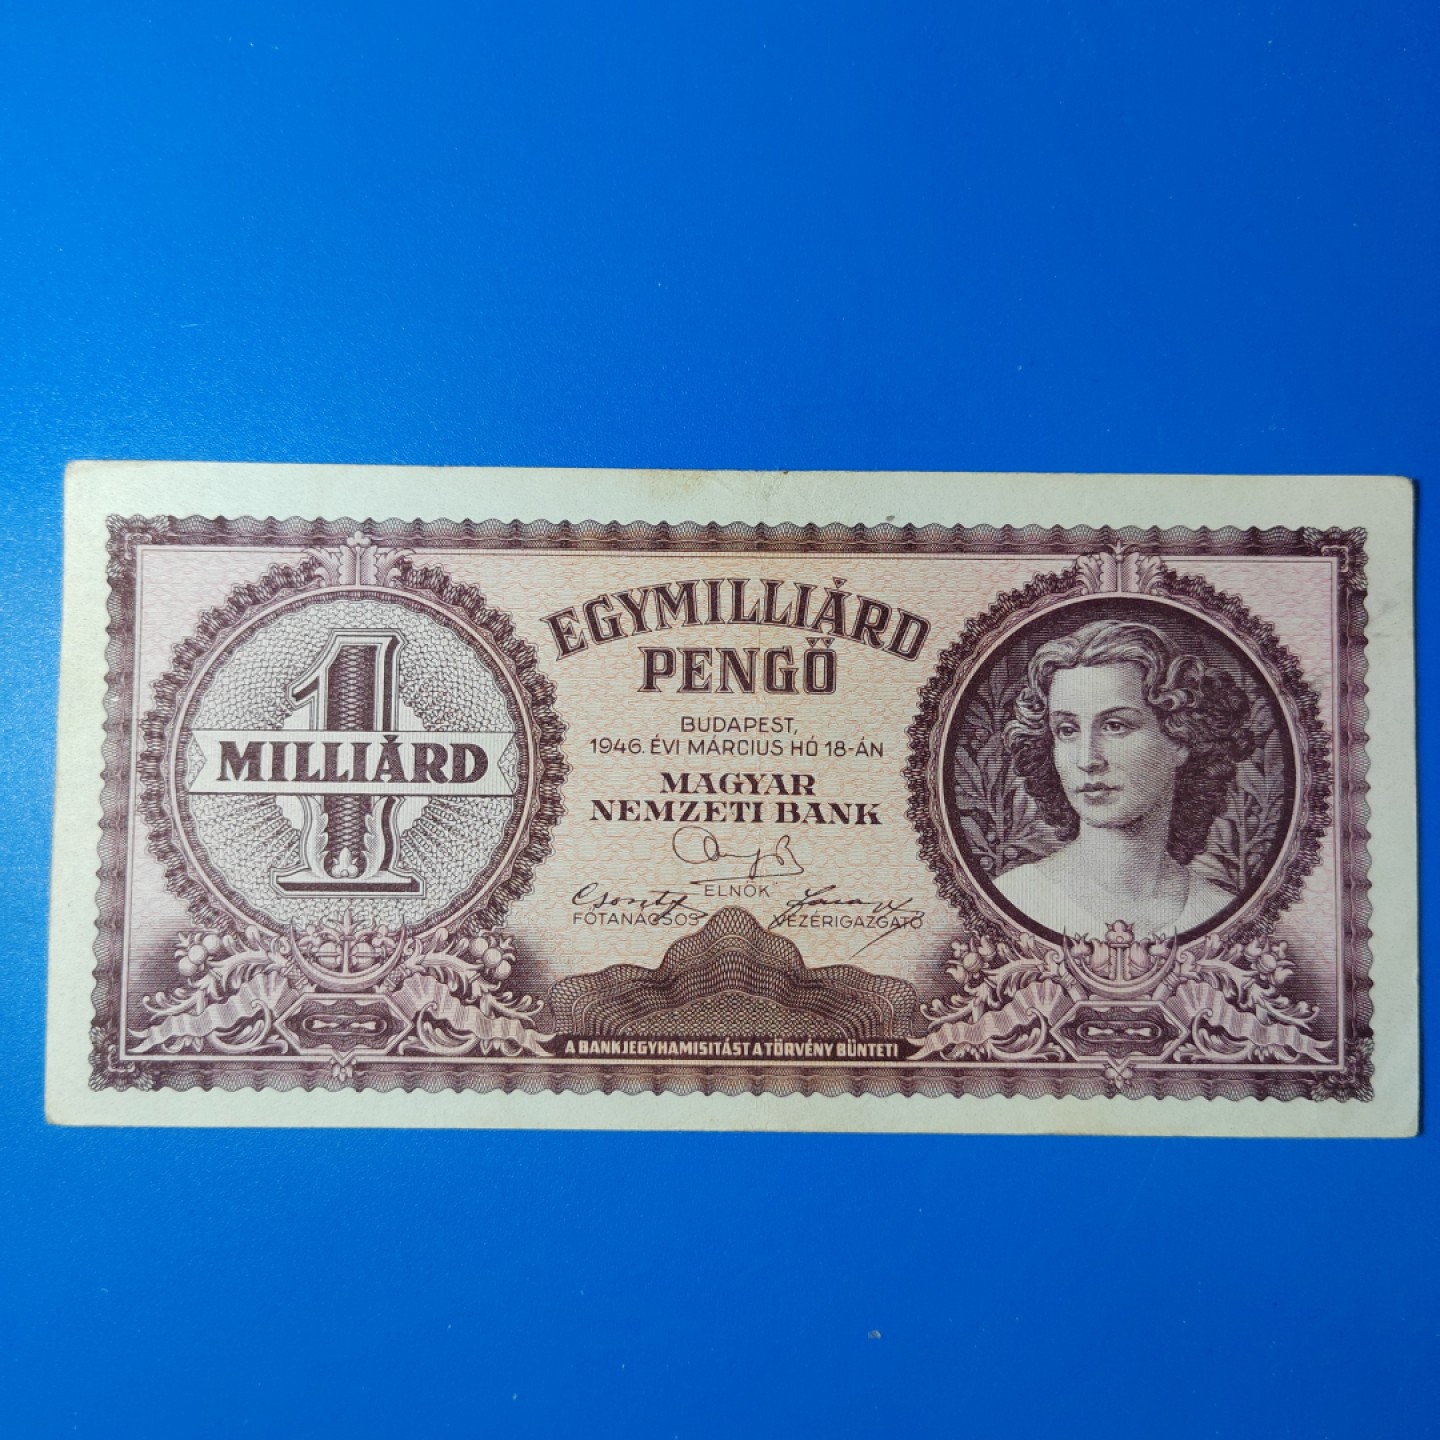 EGYMILLIÁRD
PENGŐ
BUDAPEST,
1946. ÉVI MÁRCIUS HÓ 18-ÁN
MAGYAR
NEMZETI BANK
ELNÖK
FŐTANÁCSOS VEZÉRIGAZGATÓ
A BANKJEGYHAMISITÁST A TÖRVÉNY BÜNTETI
1
MILLIÁRD